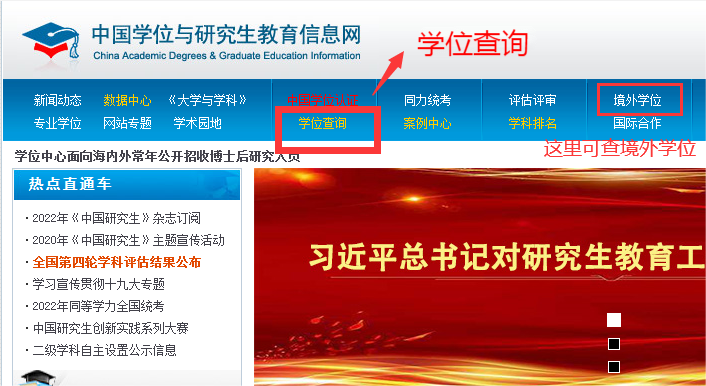 中国学位与研究生教育信息网
China Academic Degrees & Graduate Education Information
学位查询
新闻动态 数据中心 《大学与学科》 中国学位认证 同力统考 评估评审 境外学位
专业学位 网站专题 学术园地 学位查询 案例中心 学科排名 国际合作
这里可查境外学位
学位中心面向海内外常年公开招收博士后研究人员
热点直通车
·2022年《中国研究生》杂志订阅
·2020年《中国研究生》主题宣传活动
·全国第四轮学科评估结果公布
·学习宣传贯彻十九大专题
·2022年同等学力全国统考
·中国研究生创新实践系列大赛
·二级学科自主设置公示信息
习近平总书记对研究生教育工